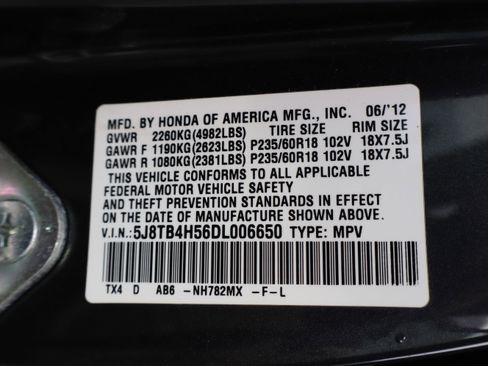 MFD. BY HONDA OF AMERICA MFG., INC. 06/'12
GVWR 2260KG(4982LBS) TIRE SIZE RIM SIZE
GAWR F 1190KG(2623LBS) P235/60R18 102V 18X7.5J
GAWR R 1080KG(2381LBS) P235/60R18 102V 18X7.5J
THIS VEHICLE CONFORMS TO ALL APPLICABLE
FEDERAL MOTOR VEHICLE SAFETY
AND THEFT PREVENTION STANDARDS IN EFFECT
ON THE DATE OF MANUFACTURE SHOWN ABOVE.
V.I.N.:5J8TB4H56DL006650 TYPE: MPV
TX4 D AB6 -NH782MX -F-L